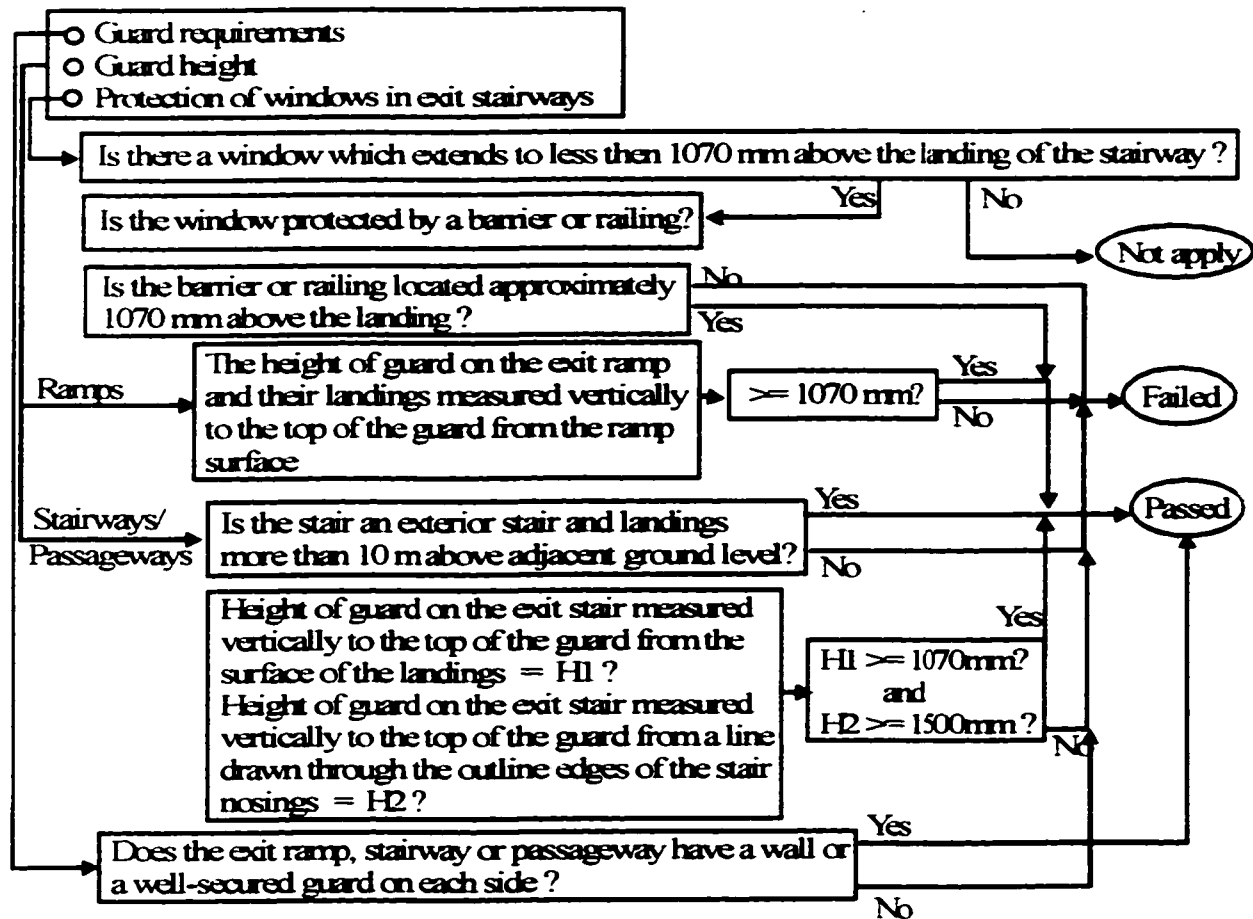 Guard requirements
Guard height
Protection of windows in exit stairways
Is there a window which extends to less then 1070 mm above the landing of the stairway ?
Yes
No
Is the window protected by a barrier or railing?
Not apply
Is the barrier or railing located approximately
1070 mm above the landing ?
No
Yes
Ramps
The height of guard on the exit ramp
and their landings measured vertically
to the top of the guard from the ramp
surface
>= 1070 mm?
Yes
No
Failed
Stairways/
Passageways
Is the stair an exterior stair and landings
more than 10 m above adjacent ground level?
Yes
No
Passed
Height of guard on the exit stair measured
vertically to the top of the guard from the
surface of the landings = H1 ?
Height of guard on the exit stair measured
vertically to the top of the guard from a line
drawn through the outline edges of the stair
nosings = H2 ?
H1 >= 1070mm?
and
H2 >= 1500mm ?
Yes
No
Does the exit ramp, stairway or passageway have a wall or
a well-secured guard on each side ?
Yes
No